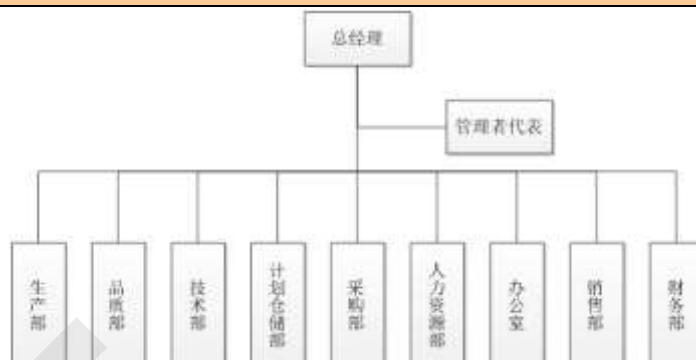 总经理
管理者代表
生产部
品质部
技术部
计划仓储部
采购部
人力资源部
办公室
销售部
财务部